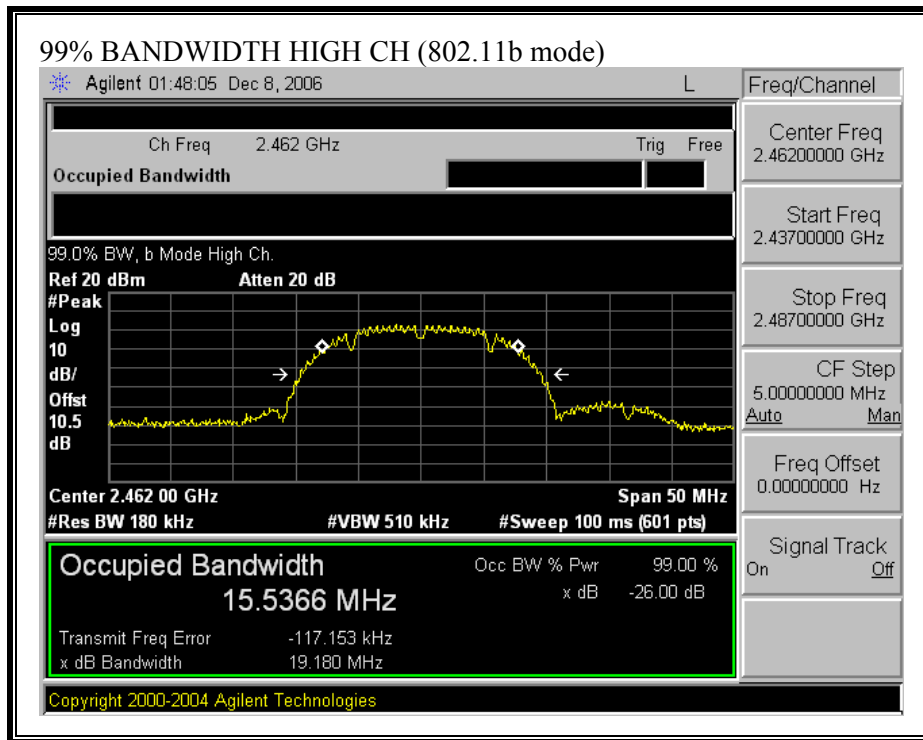 99% BANDWIDTH HIGH CH (802.11b mode)
Agilent 01:48:05 Dec 8, 2006 L
Freq/Channel
Ch Freq 2.462 GHz Trig Free
Occupied Bandwidth
Center Freq
2.46200000 GHz
Start Freq
2.43700000 GHz
Stop Freq
2.48700000 GHz
CF Step
5.00000000 MHz
Auto Man
Freq Offset
0.00000000 Hz
Signal Track
On Off
99.0% BW, b Mode High Ch.
Ref 20 dBm Atten 20 dB
#Peak
Log
10
dB/
Offst
10.5
dB
Center 2.462 00 GHz Span 50 MHz
#Res BW 180 kHz #VBW 510 kHz #Sweep 100 ms (601 pts)
Occupied Bandwidth
15.5366 MHz
Occ BW % Pwr 99.00 %
x dB -26.00 dB
Transmit Freq Error -117.153 kHz
x dB Bandwidth 19.180 MHz
Copyright 2000-2004 Agilent Technologies